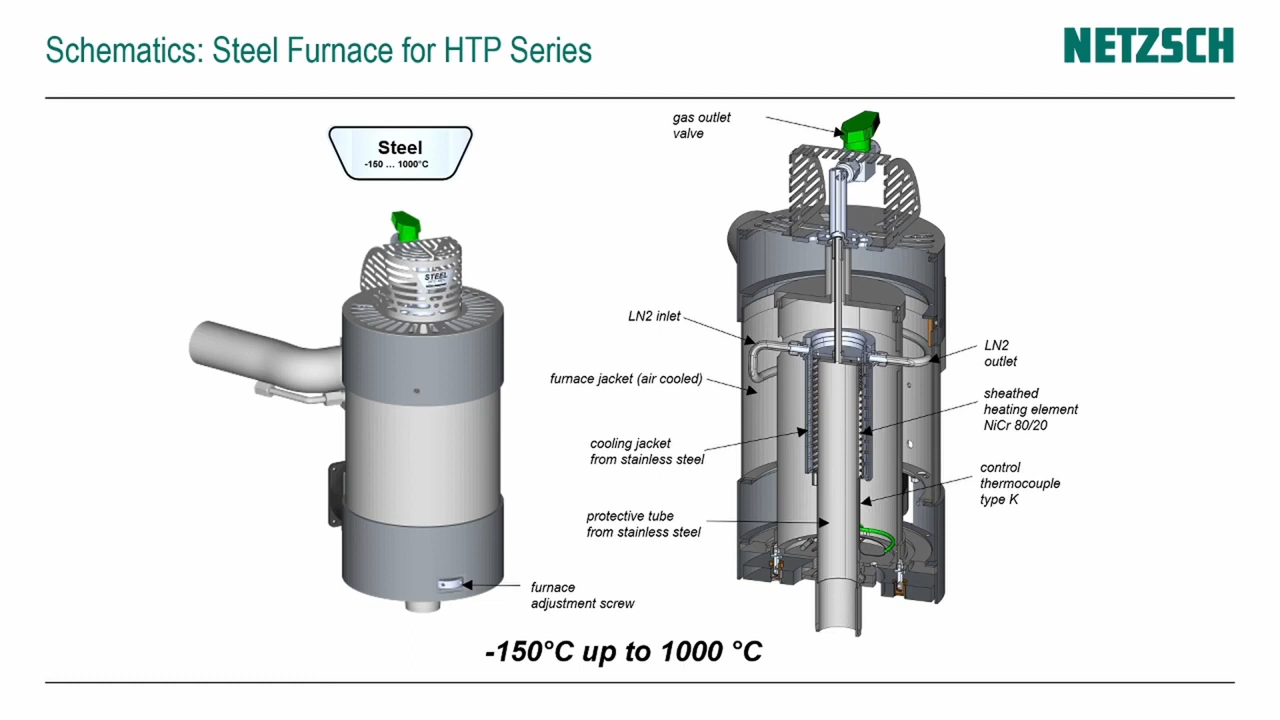 Schematics: Steel Furnace for HTP Series
NETZSCH
Steel
-150 ... 1000°C
STEEL
gas outlet
valve
LN2 inlet
furnace jacket (air cooled)
cooling jacket
from stainless steel
protective tube
from stainless steel
LN2
outlet
sheathed
heating element
NiCr 80/20
control
thermocouple
type K
furnace
adjustment screw
-150°C up to 1000 °C